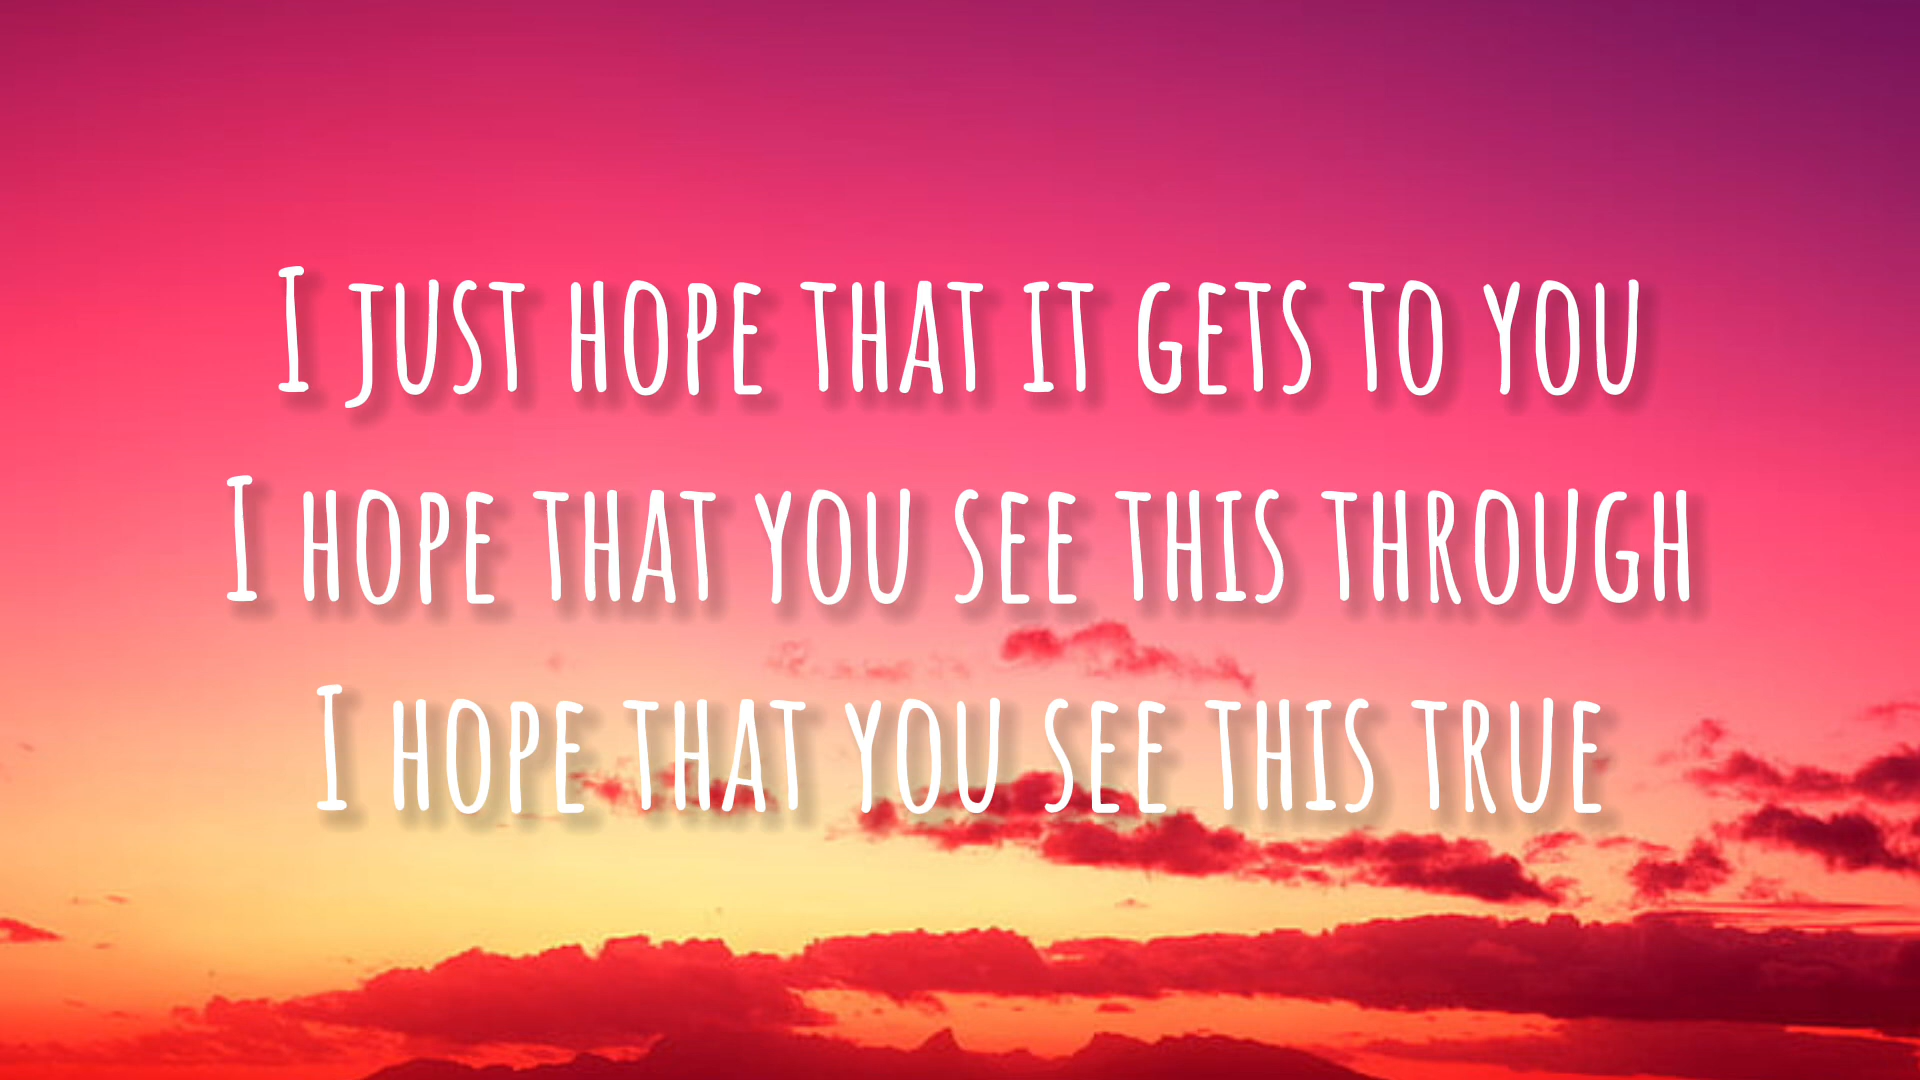 I JUST HOPE THAT IT GETS TO YOU
I HOPE THAT YOU SEE THIS THROUGH
I HOPE THAT YOU SEE THIS TRUE